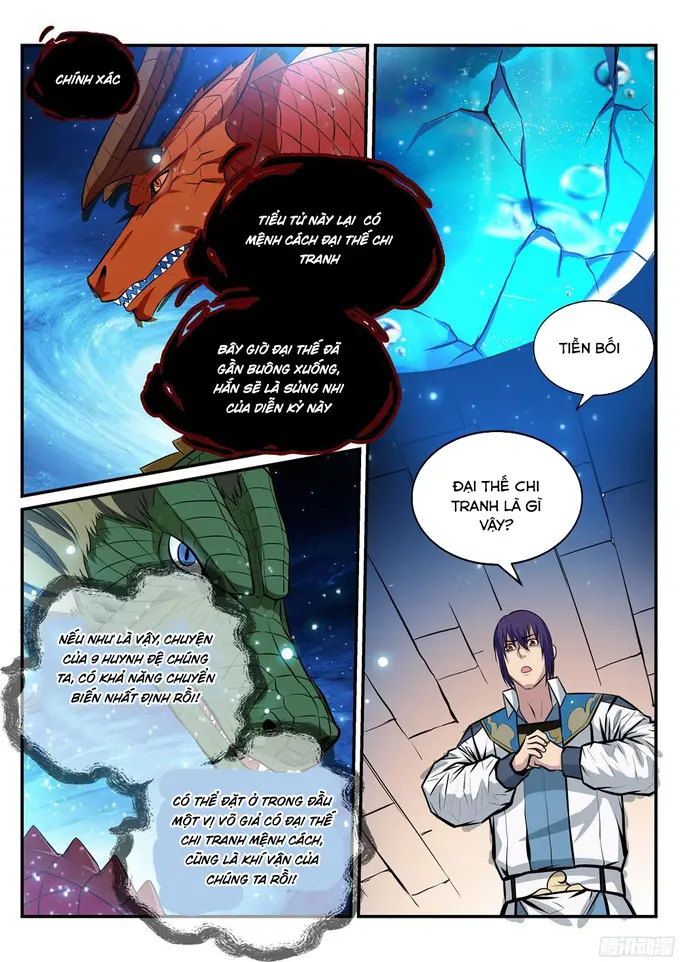 CHÍNH XÁC
TIỂU TỬ NÀY LẠI CÓ
MỆNH CÁCH ĐẠI THẾ CHI
TRANH
BÂY GIỜ ĐẠI THẾ ĐÃ
GẦN BUÔNG XUỐNG,
HẮN SẼ LÀ SỦNG NHI
CỦA DIỄN KỶ NÀY
TIỀN BỐI
ĐẠI THẾ CHI
TRANH LÀ GÌ
VẬY?
NẾU NHƯ LÀ VẬY, CHUYỆN
CỦA 9 HUYNH ĐỆ CHÚNG
TA, CÓ KHẢ NĂNG CHUYỂN
BIẾN NHẤT ĐỊNH RỒI!
CÓ THỂ ĐẶT Ở TRONG ĐẦU
MỘT VỊ VÕ GIẢ CÓ ĐẠI THẾ
CHI TRANH MỆNH CÁCH,
CŨNG LÀ KHÍ VẬN CỦA
CHÚNG TA RỒI!
腾讯动漫